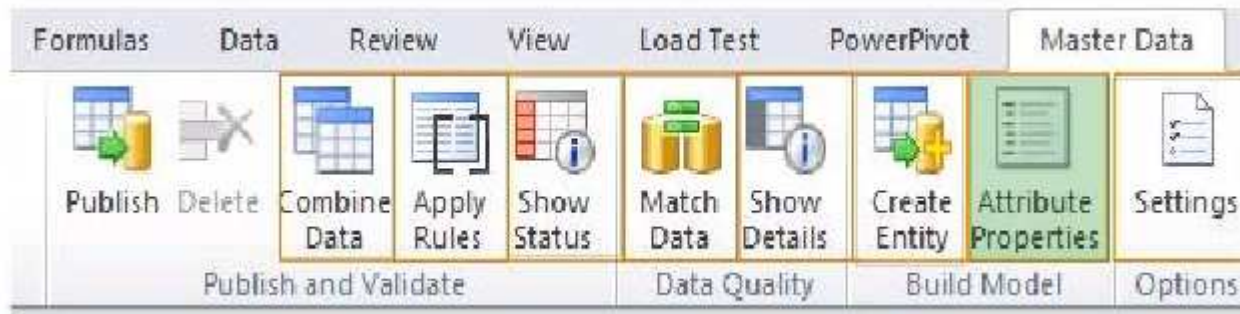 Formulas Data Review View Load Test PowerPivot Master Data
Publish Delete Combine Apply Show Match Show Create Attribute Settings
Data Rules Status Data Details Entity Properties
Publish and Validate Data Quality Build Model Options